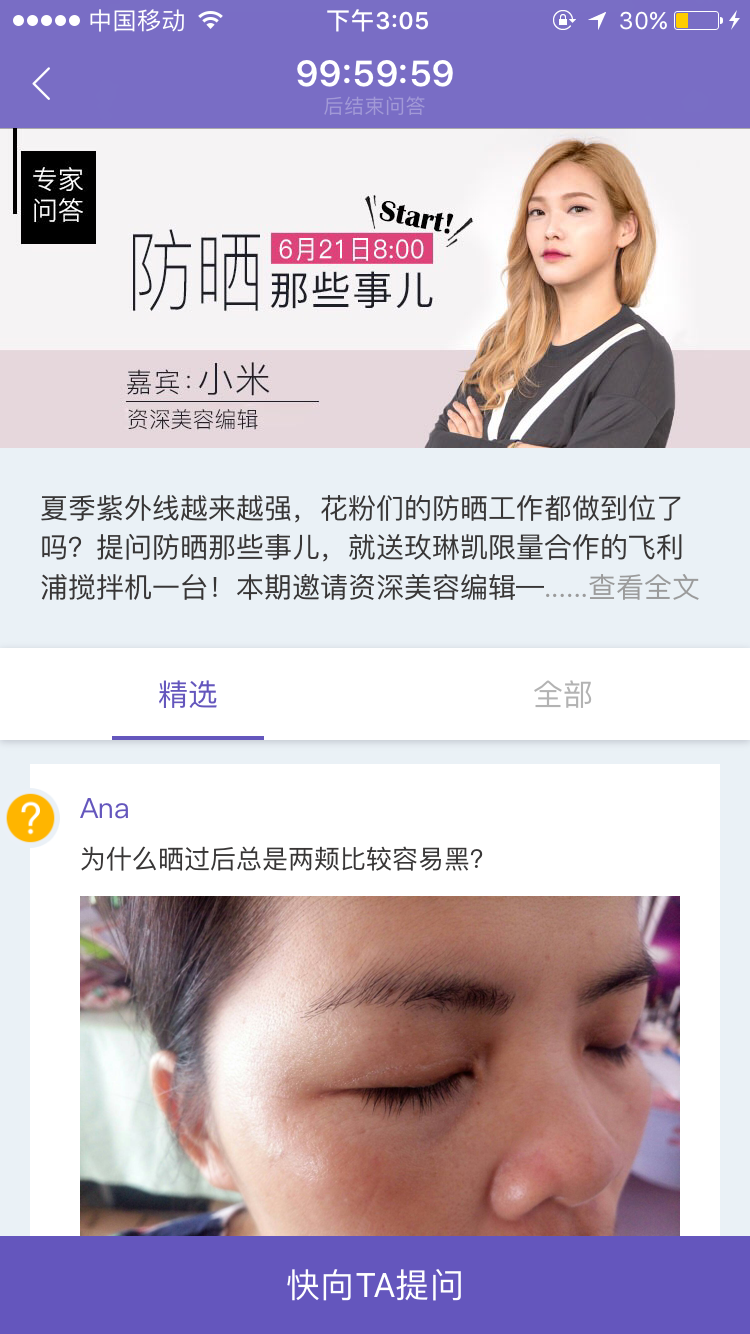 中国移动
下午3:05
30%
99:59:59
后结束问答
专家
问答
Start!
6月21日8:00
防晒
那些事儿
嘉宾:小米
资深美容编辑
夏季紫外线越来越强，花粉们的防晒工作都做到位了
吗？提问防晒那些事儿，就送玫琳凯限量合作的飞利
浦搅拌机一台！本期邀请资深美容编辑一......查看全文
精选
全部
?
Ana
为什么晒过后总是两颊比较容易黑?
快向TA提问